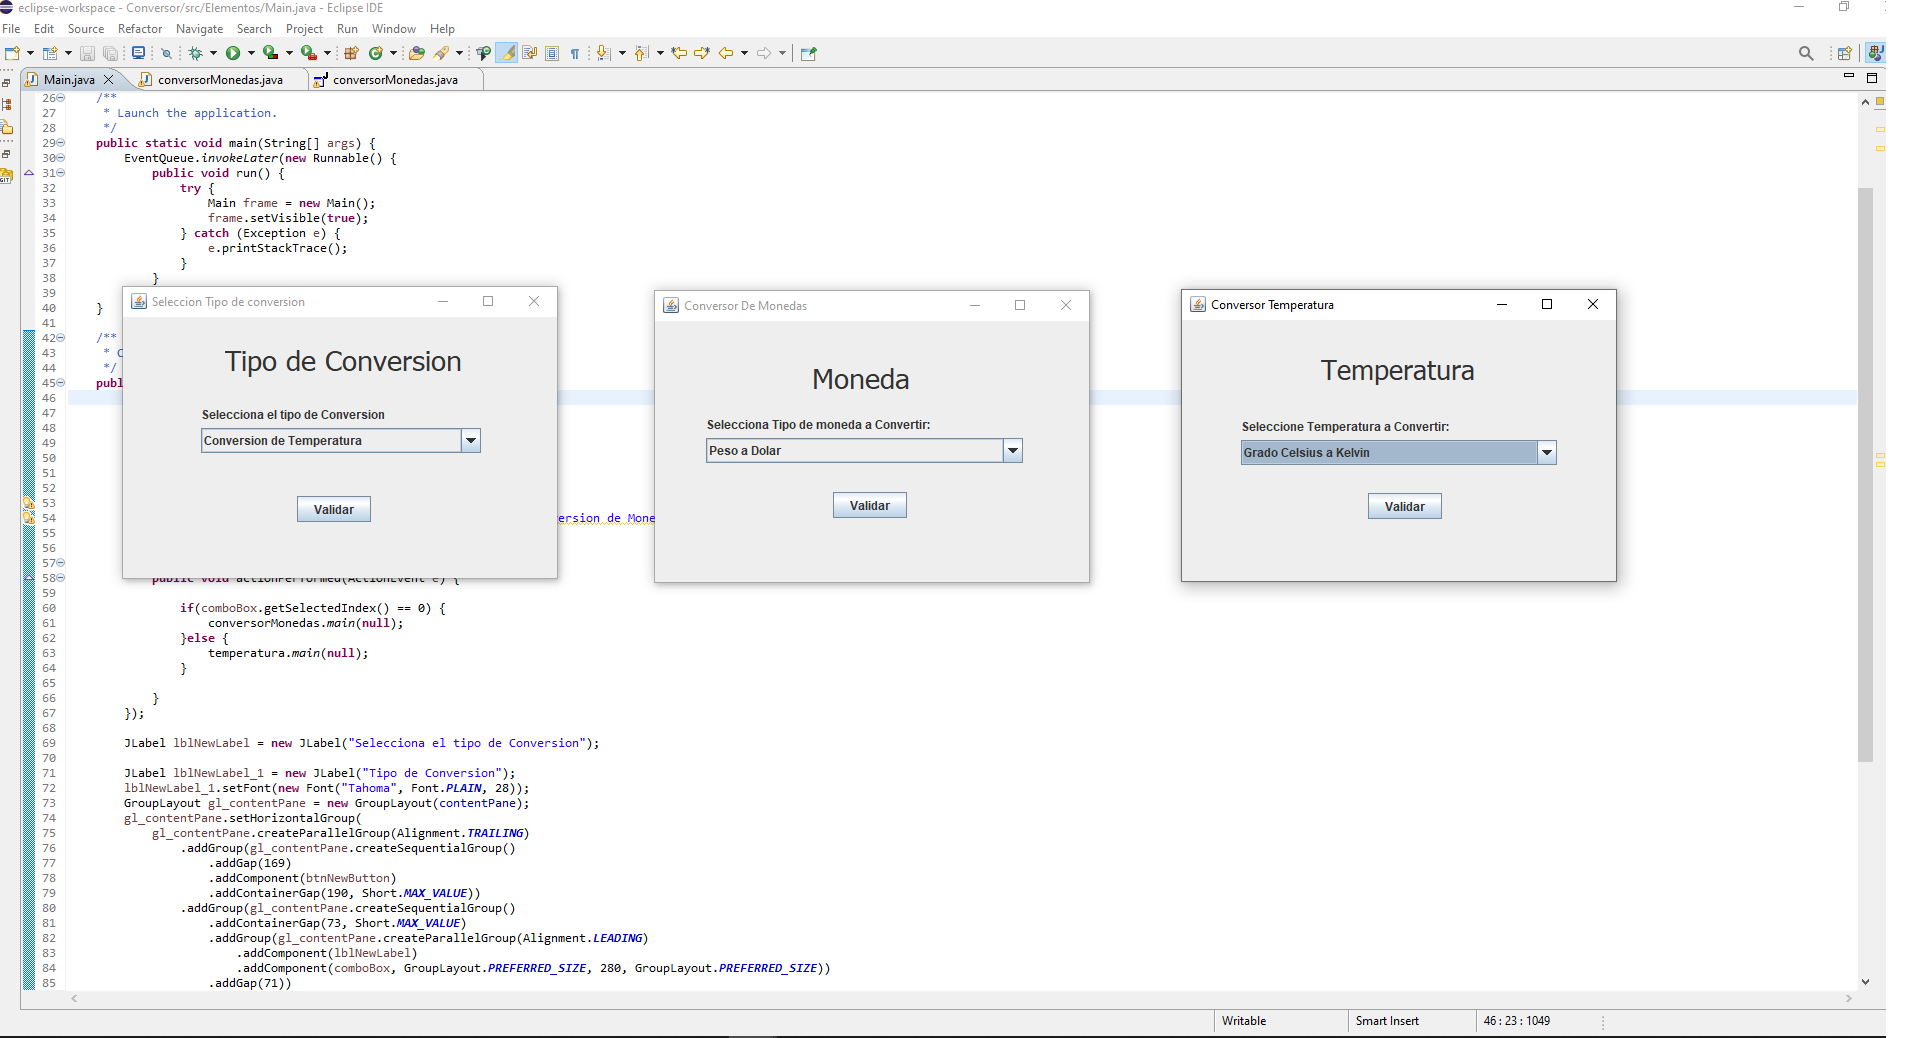 eclipse-workspace - Conversor/src/Elementos/Main.java - Eclipse IDE
File Edit Source Refactor Navigate Search Project Run Window Help
Main.java conversorMonedas.java conversorMonedas.java
26 /**
27 * Launch the application.
28 */
29 public static void main(String[] args) {
30 EventQueue.invokeLater(new Runnable() {
31 public void run() {
32 try {
33 Main frame = new Main();
34 frame.setVisible(true);
35 } catch (Exception e) {
36 e.printStackTrace();
37 }
38 }
39
40 }
41
42 /**
43 * C
44 */
45 publ
46
47
48
49
50
51
52
53
54 ersion de Mone
55
56
57
58 public void actionPerformed(ActionEvent e) {
59
60 if(comboBox.getSelectedIndex() == 0) {
61 conversorMonedas.main(null);
62 }else {
63 temperatura.main(null);
64 }
65
66 }
67 });
68
69 JLabel lblNewLabel = new JLabel("Selecciona el tipo de Conversion");
70
71 JLabel lblNewLabel_1 = new JLabel("Tipo de Conversion");
72 lblNewLabel_1.setFont(new Font("Tahoma", Font.PLAIN, 28));
73 GroupLayout gl_contentPane = new GroupLayout(contentPane);
74 gl_contentPane.setHorizontalGroup(
75 gl_contentPane.createParallelGroup(Alignment.TRAILING)
76 .addGroup(gl_contentPane.createSequentialGroup()
77 .addGap(169)
78 .addComponent(btnNewButton)
79 .addContainerGap(190, Short.MAX_VALUE))
80 .addGroup(gl_contentPane.createSequentialGroup()
81 .addContainerGap(73, Short.MAX_VALUE)
82 .addGroup(gl_contentPane.createParallelGroup(Alignment.LEADING)
83 .addComponent(lblNewLabel)
84 .addComponent(comboBox, GroupLayout.PREFERRED_SIZE, 280, GroupLayout.PREFERRED_SIZE))
85 .addGap(71))
Seleccion Tipo de conversion
Tipo de Conversion
Selecciona el tipo de Conversion
Conversion de Temperatura
Validar
Conversor De Monedas
Moneda
Selecciona Tipo de moneda a Convertir:
Peso a Dolar
Validar
Conversor Temperatura
Temperatura
Seleccione Temperatura a Convertir:
Grado Celsius a Kelvin
Validar
Writable Smart Insert 46 : 23 : 1049